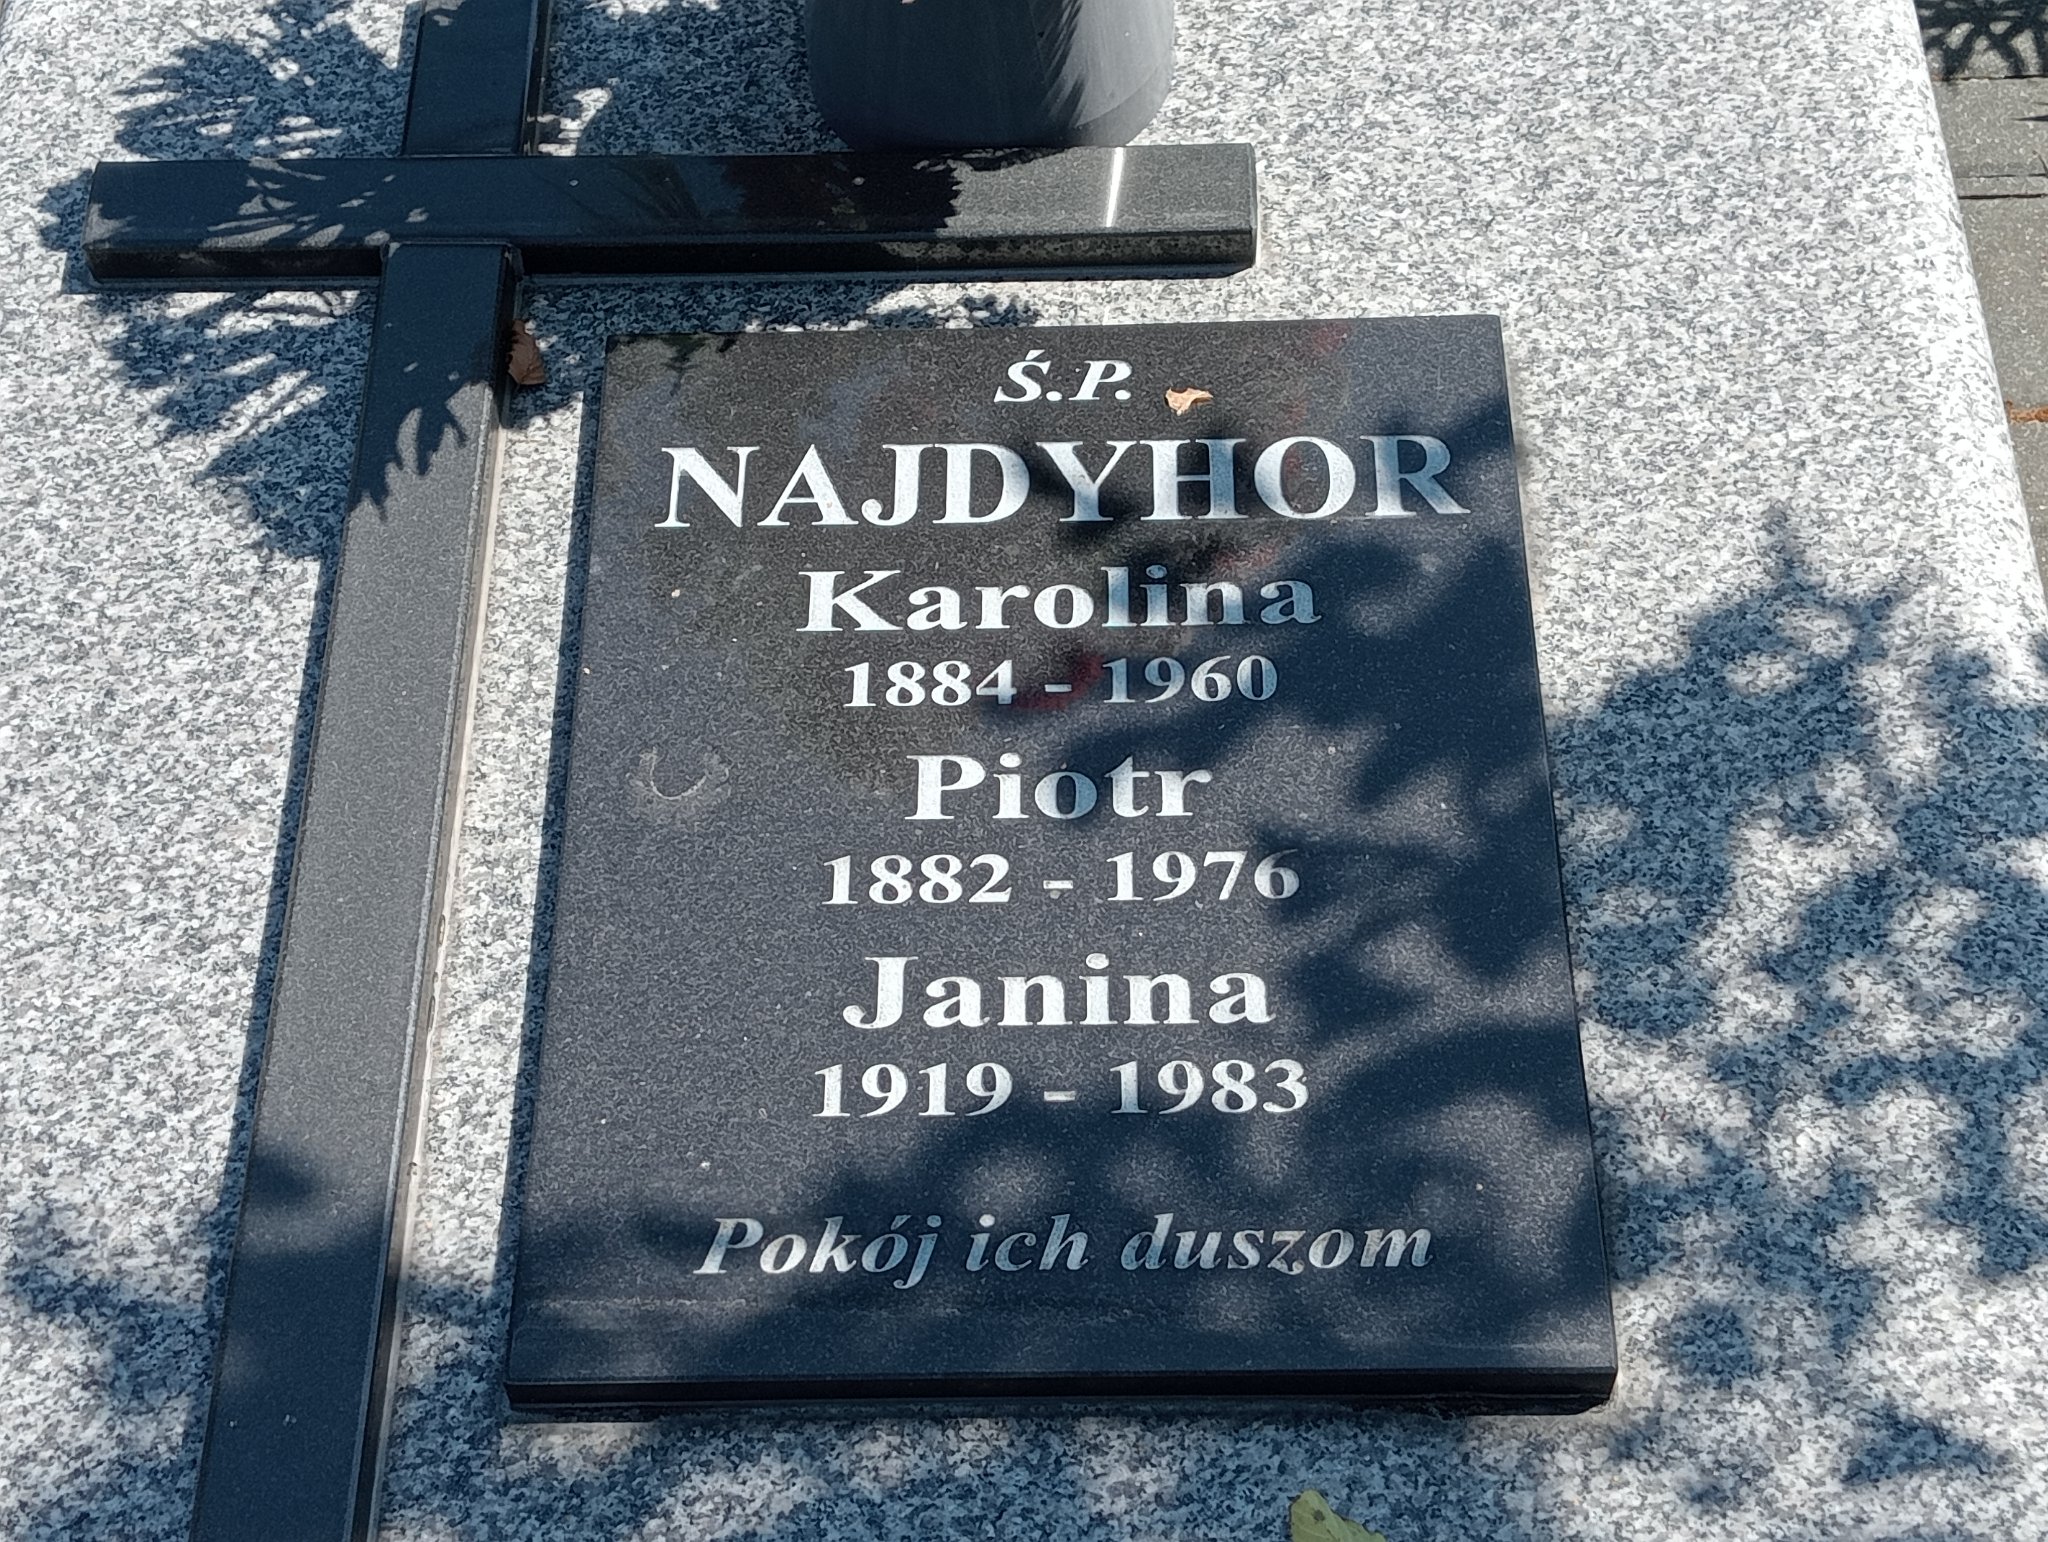 Ś.P.
NAJDYHOR
Karolina
1884 - 1960
Piotr
1882 - 1976
Janina
1919 - 1983
Pokój ich duszom